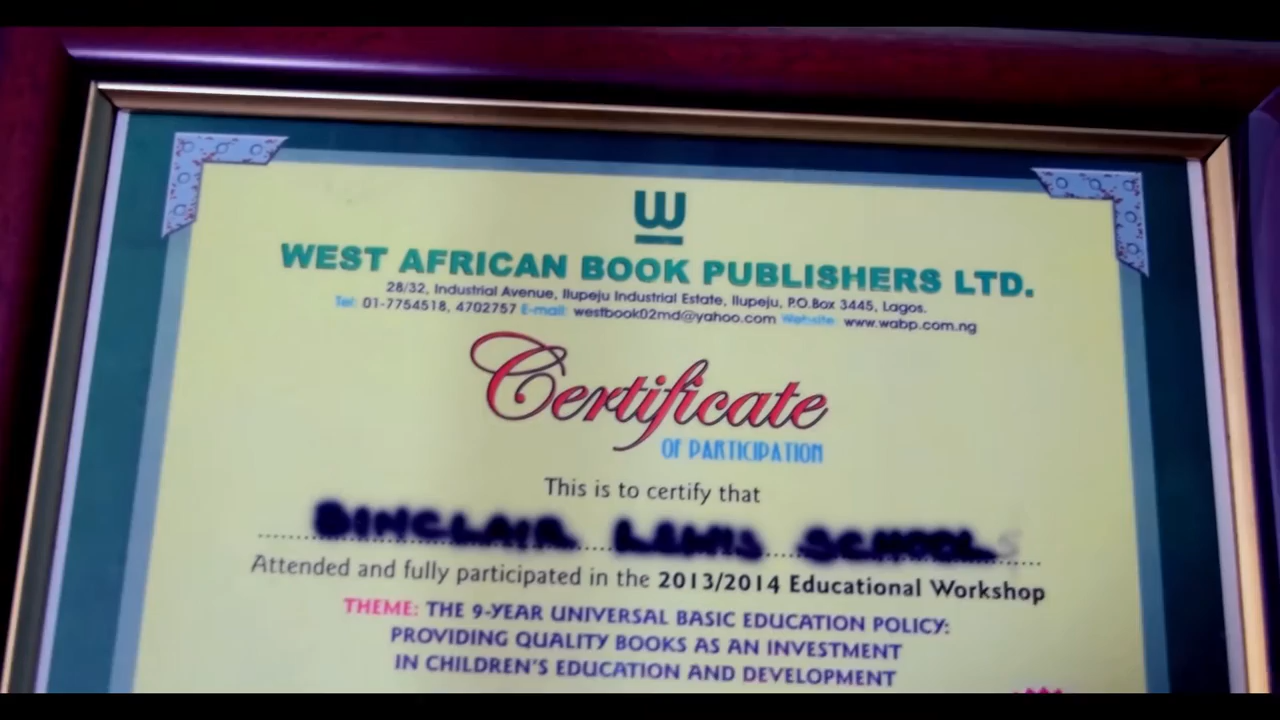 W
WEST AFRICAN BOOK PUBLISHERS LTD.
28/32, Industrial Avenue, Ilupeju Industrial Estate, Ilupeju, P.O.Box 3445, Lagos.
Tel: 01-7754518, 4702757 E-mail: westbook02md@yahoo.com Website: www.wabp.com.ng
Certificate
OF PARTICIPATION
This is to certify that
SINCLAIR LEWIS SCHOOLS
Attended and fully participated in the 2013/2014 Educational Workshop
THEME: THE 9-YEAR UNIVERSAL BASIC EDUCATION POLICY:
PROVIDING QUALITY BOOKS AS AN INVESTMENT
IN CHILDREN'S EDUCATION AND DEVELOPMENT